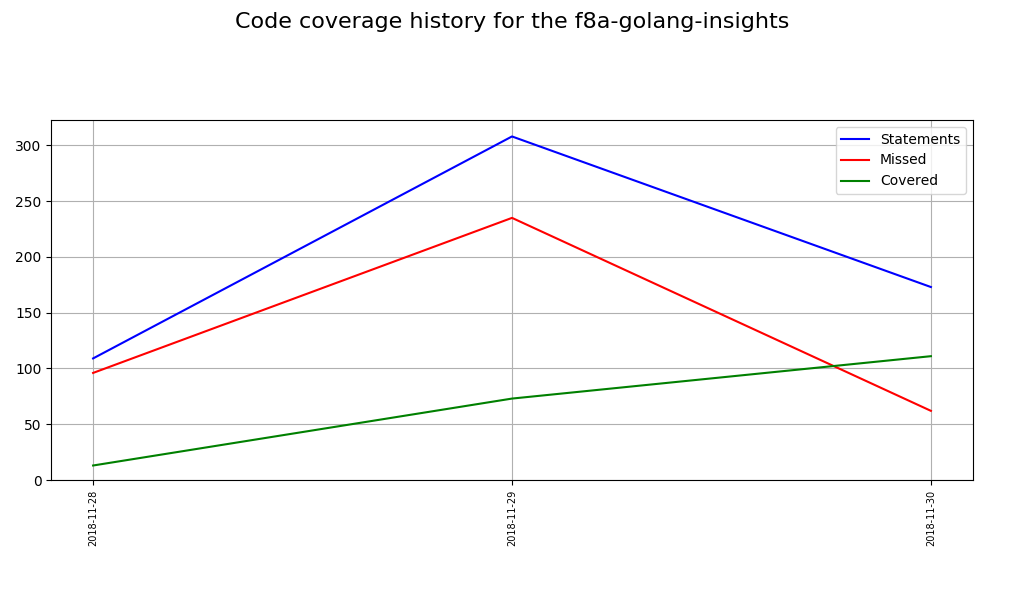 Code coverage history for the f8a-golang-insights
Statements
Missed
Covered
300
250
200
150
100
50
0
2018-11-28
2018-11-29
2018-11-30